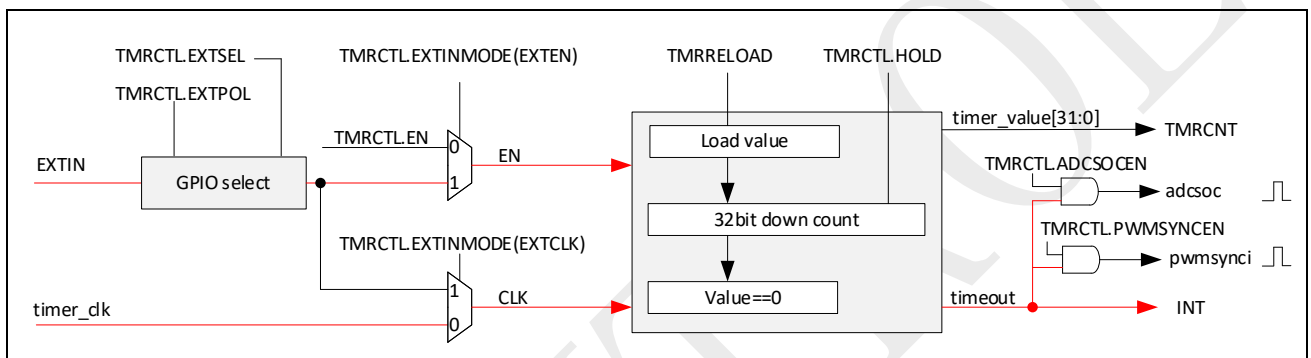 TMRCTL.EXTSEL
TMRCTL.EXTPOL
TMRCTL.EXTINMODE(EXTEN)
TMRRELOAD
TMRCTL.HOLD
EXTIN
GPIO select
TMRCTL.EN
0
1
EN
Load value
32bit down count
Value==0
timer_value[31:0]
TMRCNT
TMRCTL.ADCSOCEN
adcsoc
TMRCTL.PWMSYNCEN
pwmsynci
TMRCTL.EXTINMODE(EXTCLK)
timer_clk
1
0
CLK
timeout
INT